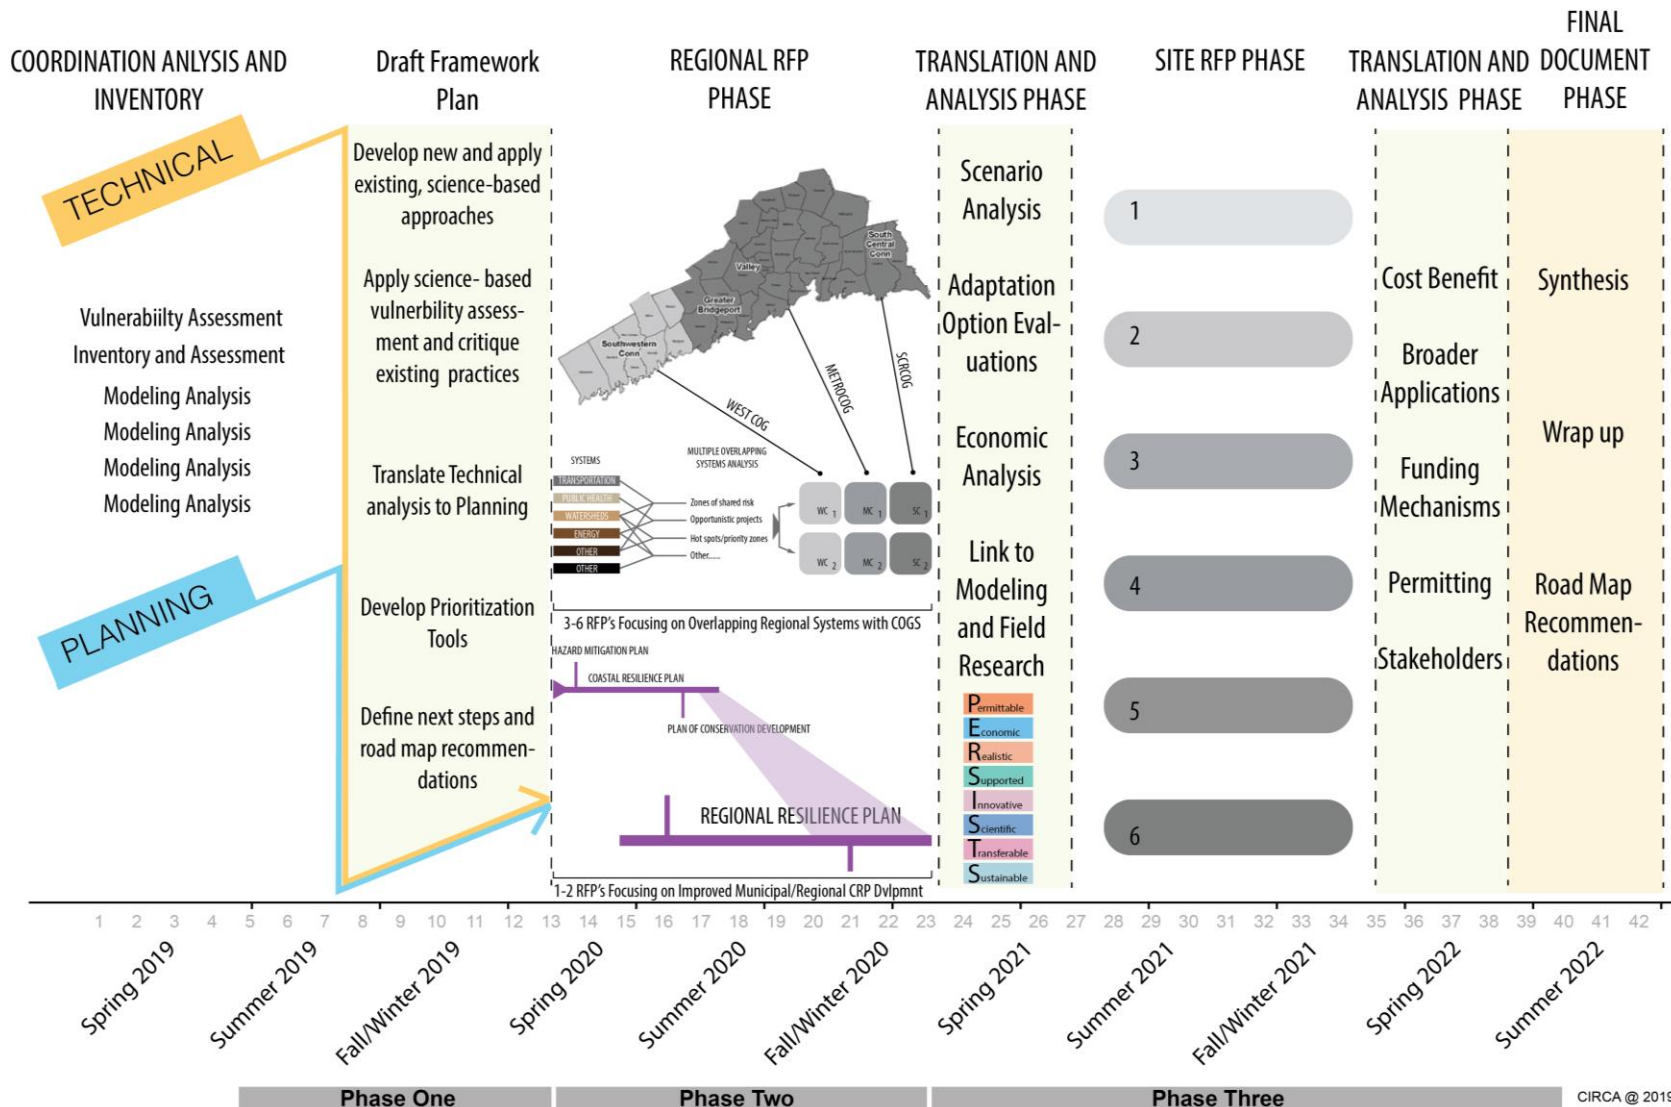 COORDINATION ANLYSIS AND
INVENTORY
Draft Framework
Plan
REGIONAL RFP
PHASE
TRANSLATION AND
ANALYSIS PHASE
SITE RFP PHASE
TRANSLATION AND
ANALYSIS PHASE
FINAL
DOCUMENT
PHASE
TECHNICAL
Vulnerabiilty Assessment
Inventory and Assessment
Modeling Analysis
Modeling Analysis
Modeling Analysis
Modeling Analysis
PLANNING
Develop new and apply
existing, science-based
approaches
Apply science- based
vulnerbility assess-
ment and critique
existing practices
Translate Technical
analysis to Planning
Develop Prioritization
Tools
Define next steps and
road map recommen-
dations
South
Central
Conn
Valley
Greater
Bridgeport
Southwestern
Conn
WEST COG
METROCOG
SCRCOG
SYSTEMS
TRANSPORTATION
PUBLIC HEALTH
WATERSHEDS
ENERGY
OTHER
OTHER
MULTIPLE OVERLAPPING
SYSTEMS ANALYSIS
Zones of shared risk
Opportunistic projects
Hot spots/priority zones
Other......
WC 1
MC 1
SC 1
WC 2
MC 2
SC 2
3-6 RFP's Focusing on Overlapping Regional Systems with COGS
HAZARD MITIGATION PLAN
COASTAL RESILIENCE PLAN
PLAN OF CONSERVATION DEVELOPMENT
REGIONAL RESILIENCE PLAN
1-2 RFP's Focusing on Improved Municipal/Regional CRP Dvlpmnt
Scenario
Analysis
Adaptation
Option Eval-
uations
Economic
Analysis
Link to
Modeling
and Field
Research
Permittable
Economic
Realistic
Supported
Innovative
Scientific
Transferable
Sustainable
1
2
3
4
5
6
Cost Benefit
Broader
Applications
Funding
Mechanisms
Permitting
Stakeholders
Synthesis
Wrap up
Road Map
Recommen-
dations
1 2 3 4 5 6 7 8 9 10 11 12 13 14 15 16 17 18 19 20 21 22 23 24 25 26 27 28 29 30 31 32 33 34 35 36 37 38 39 40 41 42
Spring 2019
Summer 2019
Fall/Winter 2019
Spring 2020
Summer 2020
Fall/Winter 2020
Spring 2021
Summer 2021
Fall/Winter 2021
Spring 2022
Summer 2022
Phase One
Phase Two
Phase Three
CIRCA @ 2019